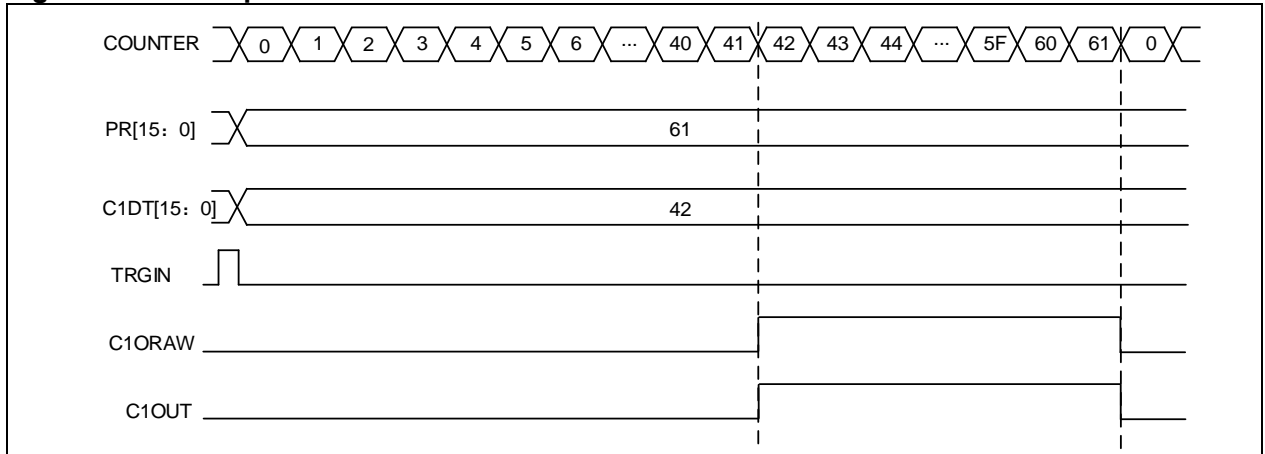 COUNTER 0 1 2 3 4 5 6 ... 40 41 42 43 44 ... 5F 60 61 0
PR[15：0] 61
C1DT[15：0] 42
TRGIN
C1ORAW
C1OUT